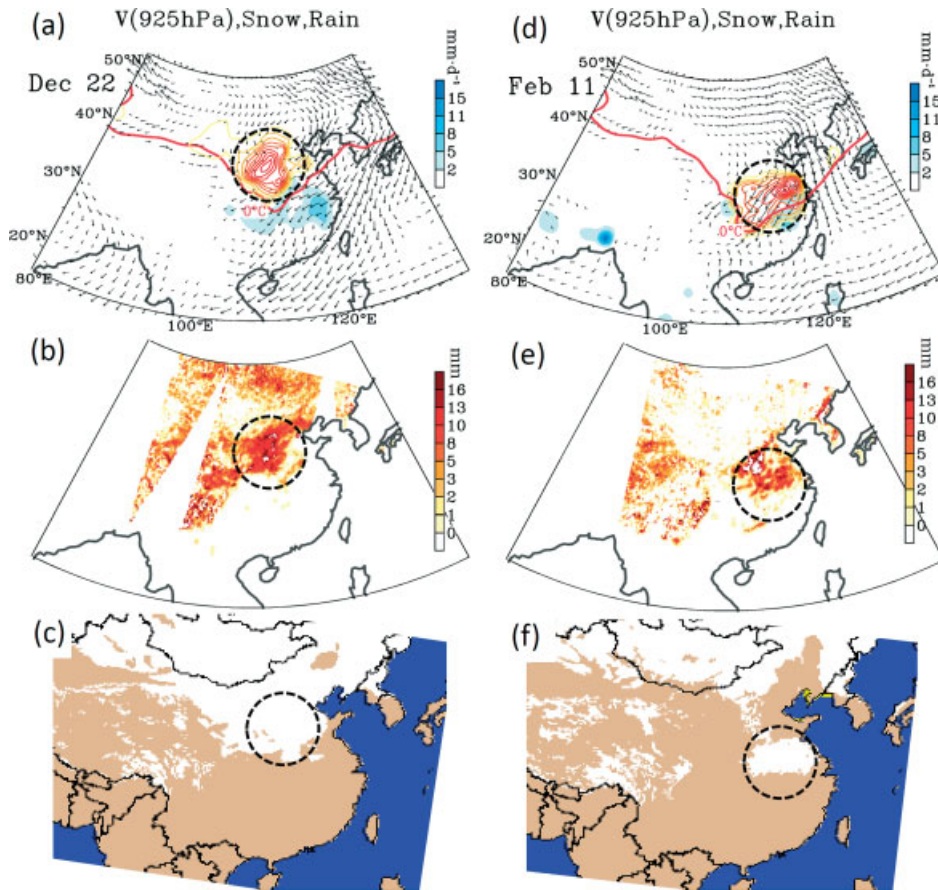 V(925hPa),Snow,Rain
(a)
Dec 22
50°N
40°N
30°N
20°N
80°E
100°E
120°E
0°C
mm·d⁻¹
15
11
8
5
2
V(925hPa),Snow,Rain
(d)
Feb 11
50°N
40°N
30°N
20°N
80°E
100°E
120°E
0°C
mm·d⁻¹
15
11
8
5
2
(b)
mm
16
13
10
8
5
3
2
1
0
(e)
mm
16
13
10
8
5
3
2
1
0
(c)
(f)